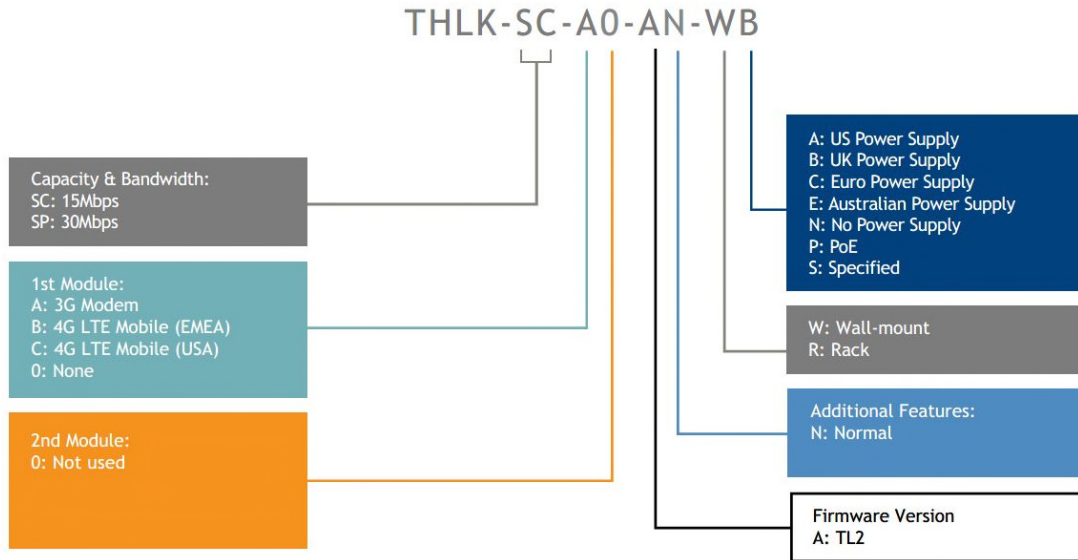 THLK-SC-A0-AN-WB
Capacity & Bandwidth:
SC: 15Mbps
SP: 30Mbps
1st Module:
A: 3G Modem
B: 4G LTE Mobile (EMEA)
C: 4G LTE Mobile (USA)
0: None
2nd Module:
0: Not used
A: US Power Supply
B: UK Power Supply
C: Euro Power Supply
E: Australian Power Supply
N: No Power Supply
P: PoE
S: Specified
W: Wall-mount
R: Rack
Additional Features:
N: Normal
Firmware Version
A: TL2